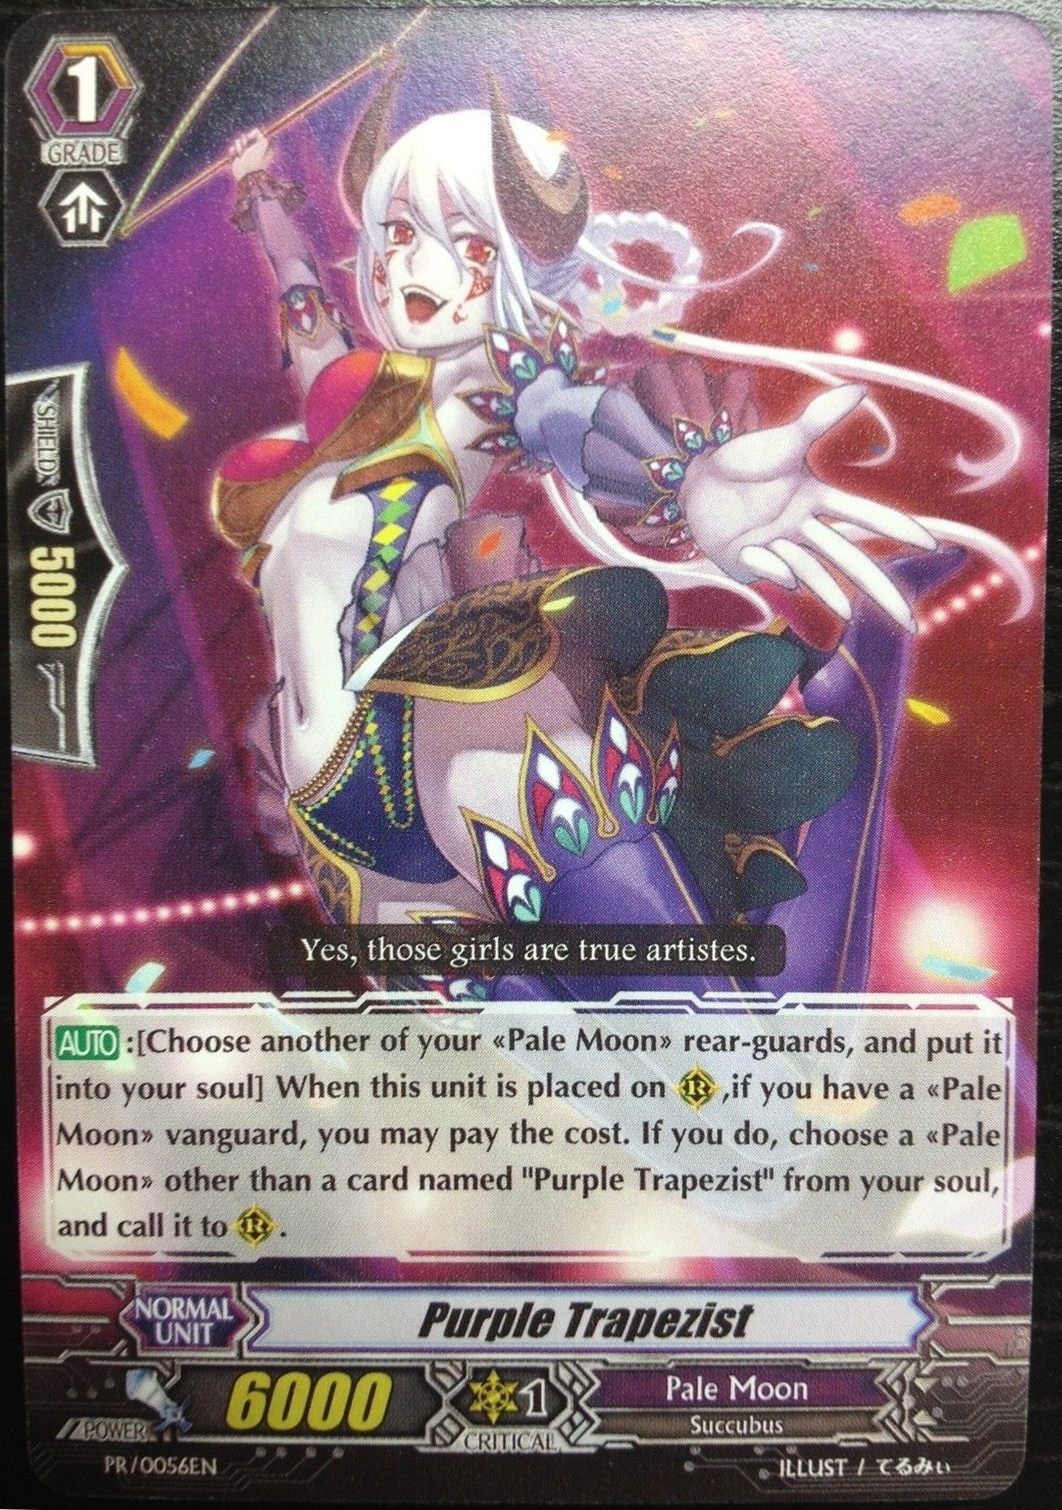 1
GRADE
SHIELD
5000
Yes, those girls are true artistes.
AUTO:[Choose another of your «Pale Moon» rear-guards, and put it
into your soul] When this unit is placed on R,if you have a «Pale
Moon» vanguard, you may pay the cost. If you do, choose a «Pale
Moon» other than a card named "Purple Trapezist" from your soul,
and call it to R.
NORMAL
UNIT
Purple Trapezist
POWER
6000
1
CRITICAL
Pale Moon
Succubus
PR/0056EN
ILLUST / てるみぃ